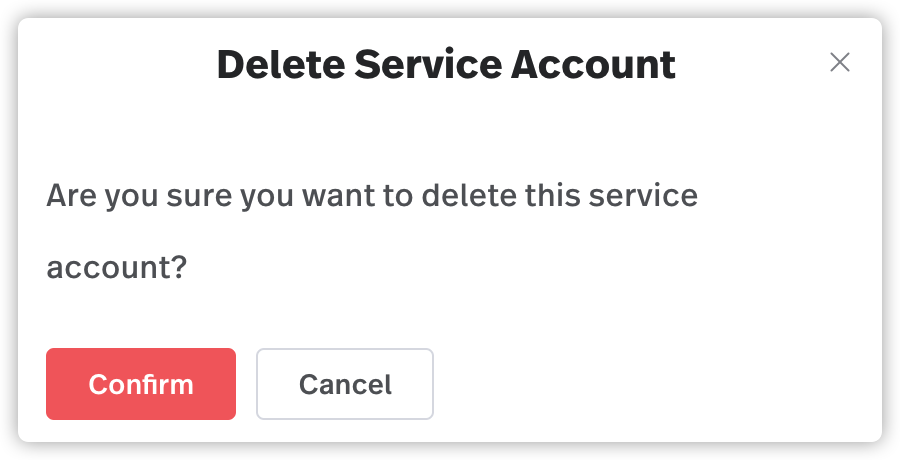 Delete Service Account
Are you sure you want to delete this service
account?
Confirm
Cancel